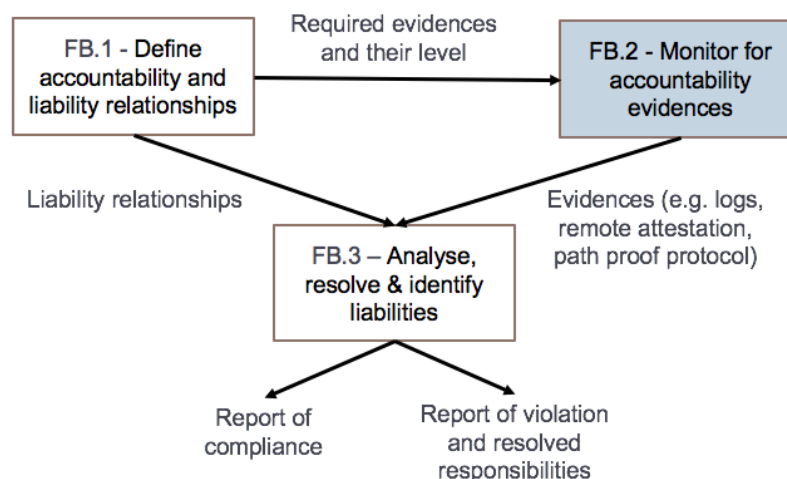 FB.1 - Define
accountability and
liability relationships
Required evidences
and their level
FB.2 - Monitor for
accountability
evidences
Liability relationships
Evidences (e.g. logs,
remote attestation,
path proof protocol)
FB.3 – Analyse,
resolve & identify
liabilities
Report of
compliance
Report of violation
and resolved
responsibilities